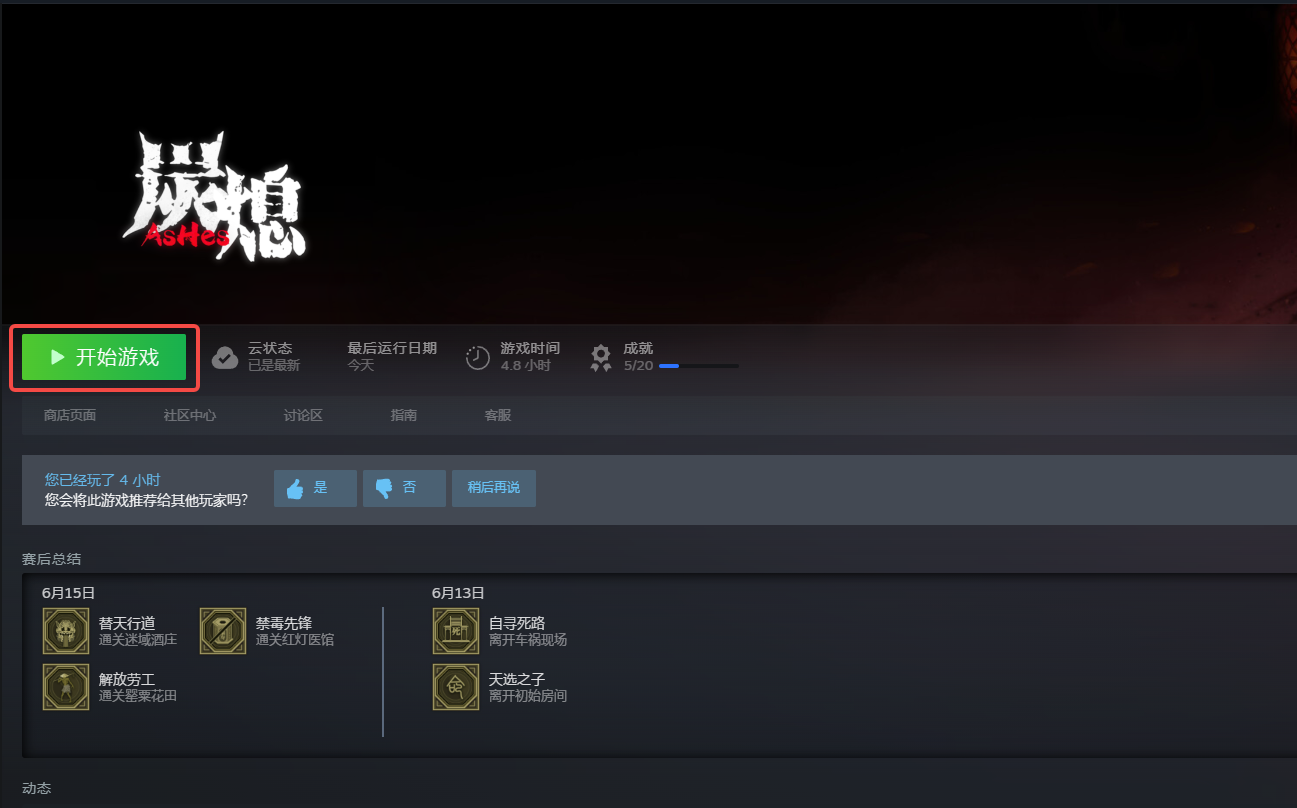 炭熄
AsHes
开始游戏
云状态
已是最新
最后运行日期
今天
游戏时间
4.8 小时
成就
5/20
商店页面
社区中心
讨论区
指南
客服
您已经玩了 4 小时
您会将此游戏推荐给其他玩家吗?
是
否
稍后再说
赛后总结
6月15日
替天行道
通关迷域酒庄
禁毒先锋
通关红灯医馆
解放劳工
通关罂粟花田
6月13日
死
自寻死路
离开车祸现场
天选之子
离开初始房间
动态